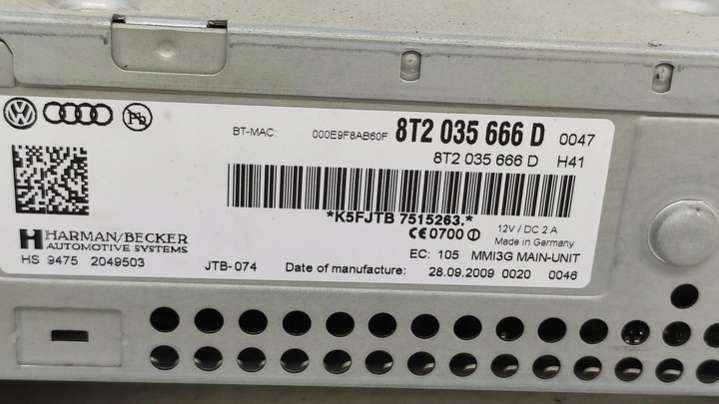 BT-MAC: 000E9F8AB60F 8T2 035 666 D 0047
8T2 035 666 D H41
*K5FJTB 7515263.*
CE 0700 12V / DC 2 A
Made in Germany
HARMAN/BECKER
AUTOMOTIVE SYSTEMS
EC: 105 MMI3G MAIN-UNIT
HS 9475 2049503 JTB-074 Date of manufacture: 28.09.2009 0020 0046